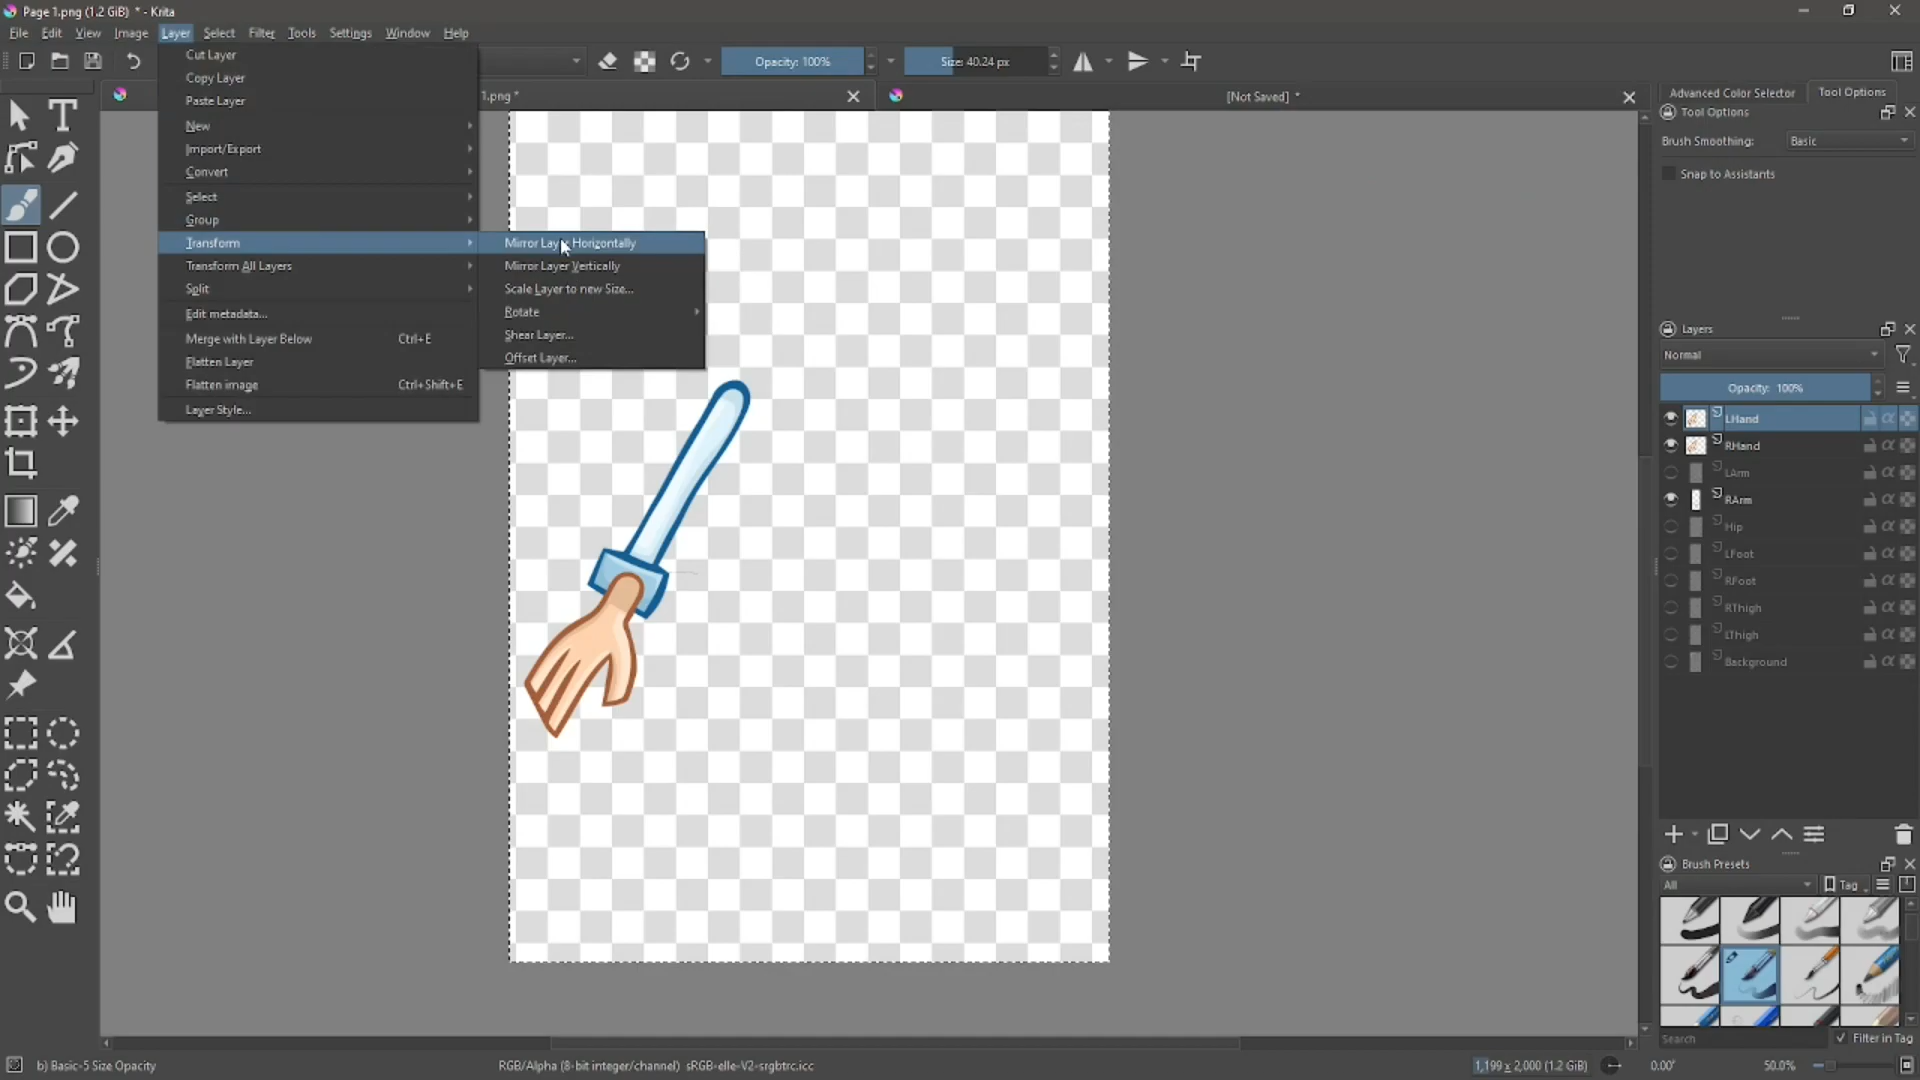 Page 1.png (1.2 GiB) * - Krita
File Edit View Image Layer Select Filter Tools Settings Window Help
Opacity: 100%
Size: 40.24 px
1.png *
[Not Saved] *
Cut Layer
Copy Layer
Paste Layer
New
Import/Export
Convert
Select
Group
Transform
Transform All Layers
Split
Edit metadata...
Merge with Layer Below Ctrl+E
Flatten Layer
Flatten image Ctrl+Shift+E
Layer Style...
Mirror Layer Horizontally
Mirror Layer Vertically
Scale Layer to new Size...
Rotate
Shear Layer...
Offset Layer...
Advanced Color Selector Tool Options
Tool Options
Brush Smoothing: Basic
Snap to Assistants
Layers
Normal
Opacity: 100%
LHand
RHand
LArm
RArm
Hip
LFoot
RFoot
RThigh
LThigh
Background
Brush Presets
All Tag
Search Filter in Tag
b) Basic-5 Size Opacity
RGB/Alpha (8-bit integer/channel) sRGB-elle-V2-srgbtrc.icc
1,199 x 2,000 (1.2 GiB)
0.00°
50.0%